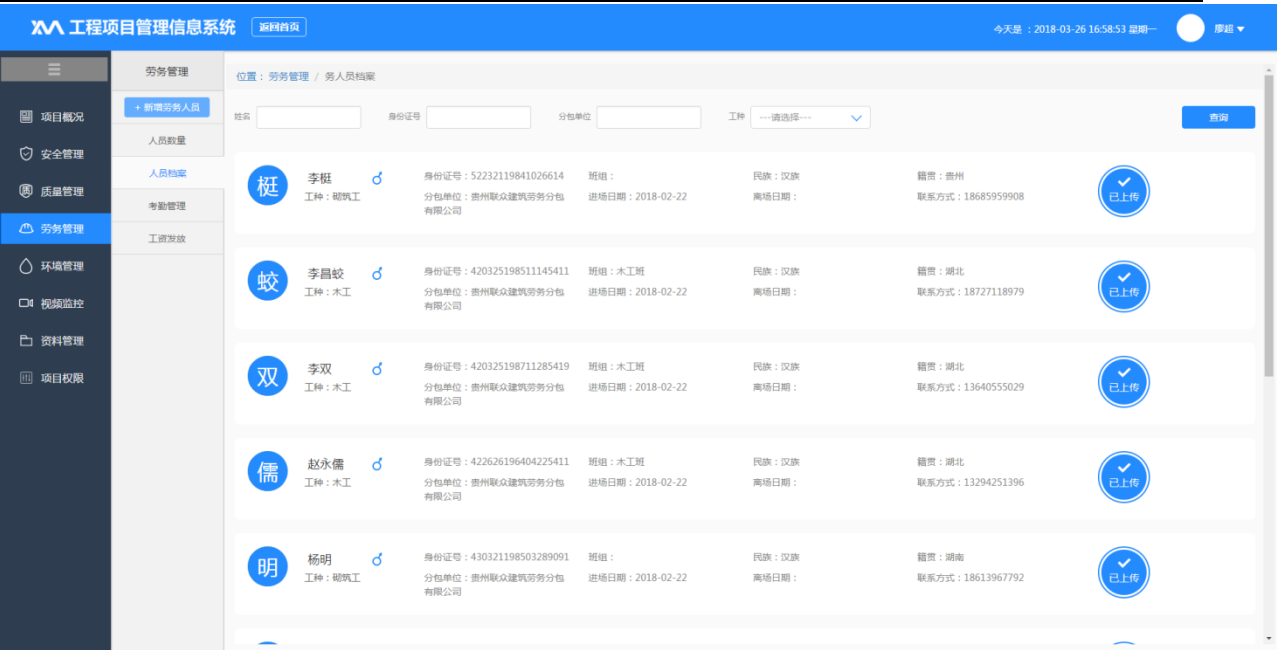 工程项目管理信息系统 返回首页 今天是：2018-03-26 16:58:53 星期一 廖超
劳务管理
位置：劳务管理 / 务人员档案
+ 新增劳务人员
人员数量
人员档案
考勤管理
工资发放
项目概况
安全管理
质量管理
劳务管理
环境管理
视频监控
资料管理
项目权限
姓名 身份证号 分包单位 工种 ---请选择--- 查询
梃 李梃 身份证号：52232119841026614 班组： 民族：汉族 籍贯：贵州 已上传
工种：砌筑工 分包单位：贵州联众建筑劳务分包 进场日期：2018-02-22 离场日期： 联系方式：18685959908
有限公司
蛟 李昌蛟 身份证号：420325198511145411 班组：木工班 民族：汉族 籍贯：湖北 已上传
工种：木工 分包单位：贵州联众建筑劳务分包 进场日期：2018-02-22 离场日期： 联系方式：18727118979
有限公司
双 李双 身份证号：420325198711285419 班组：木工班 民族：汉族 籍贯：湖北 已上传
工种：木工 分包单位：贵州联众建筑劳务分包 进场日期：2018-02-22 离场日期： 联系方式：13640555029
有限公司
儒 赵永儒 身份证号：422626196404225411 班组：木工班 民族：汉族 籍贯：湖北 已上传
工种：木工 分包单位：贵州联众建筑劳务分包 进场日期：2018-02-22 离场日期： 联系方式：13294251396
有限公司
明 杨明 身份证号：430321198503289091 班组： 民族：汉族 籍贯：湖南 已上传
工种：砌筑工 分包单位：贵州联众建筑劳务分包 进场日期：2018-02-22 离场日期： 联系方式：18613967792
有限公司